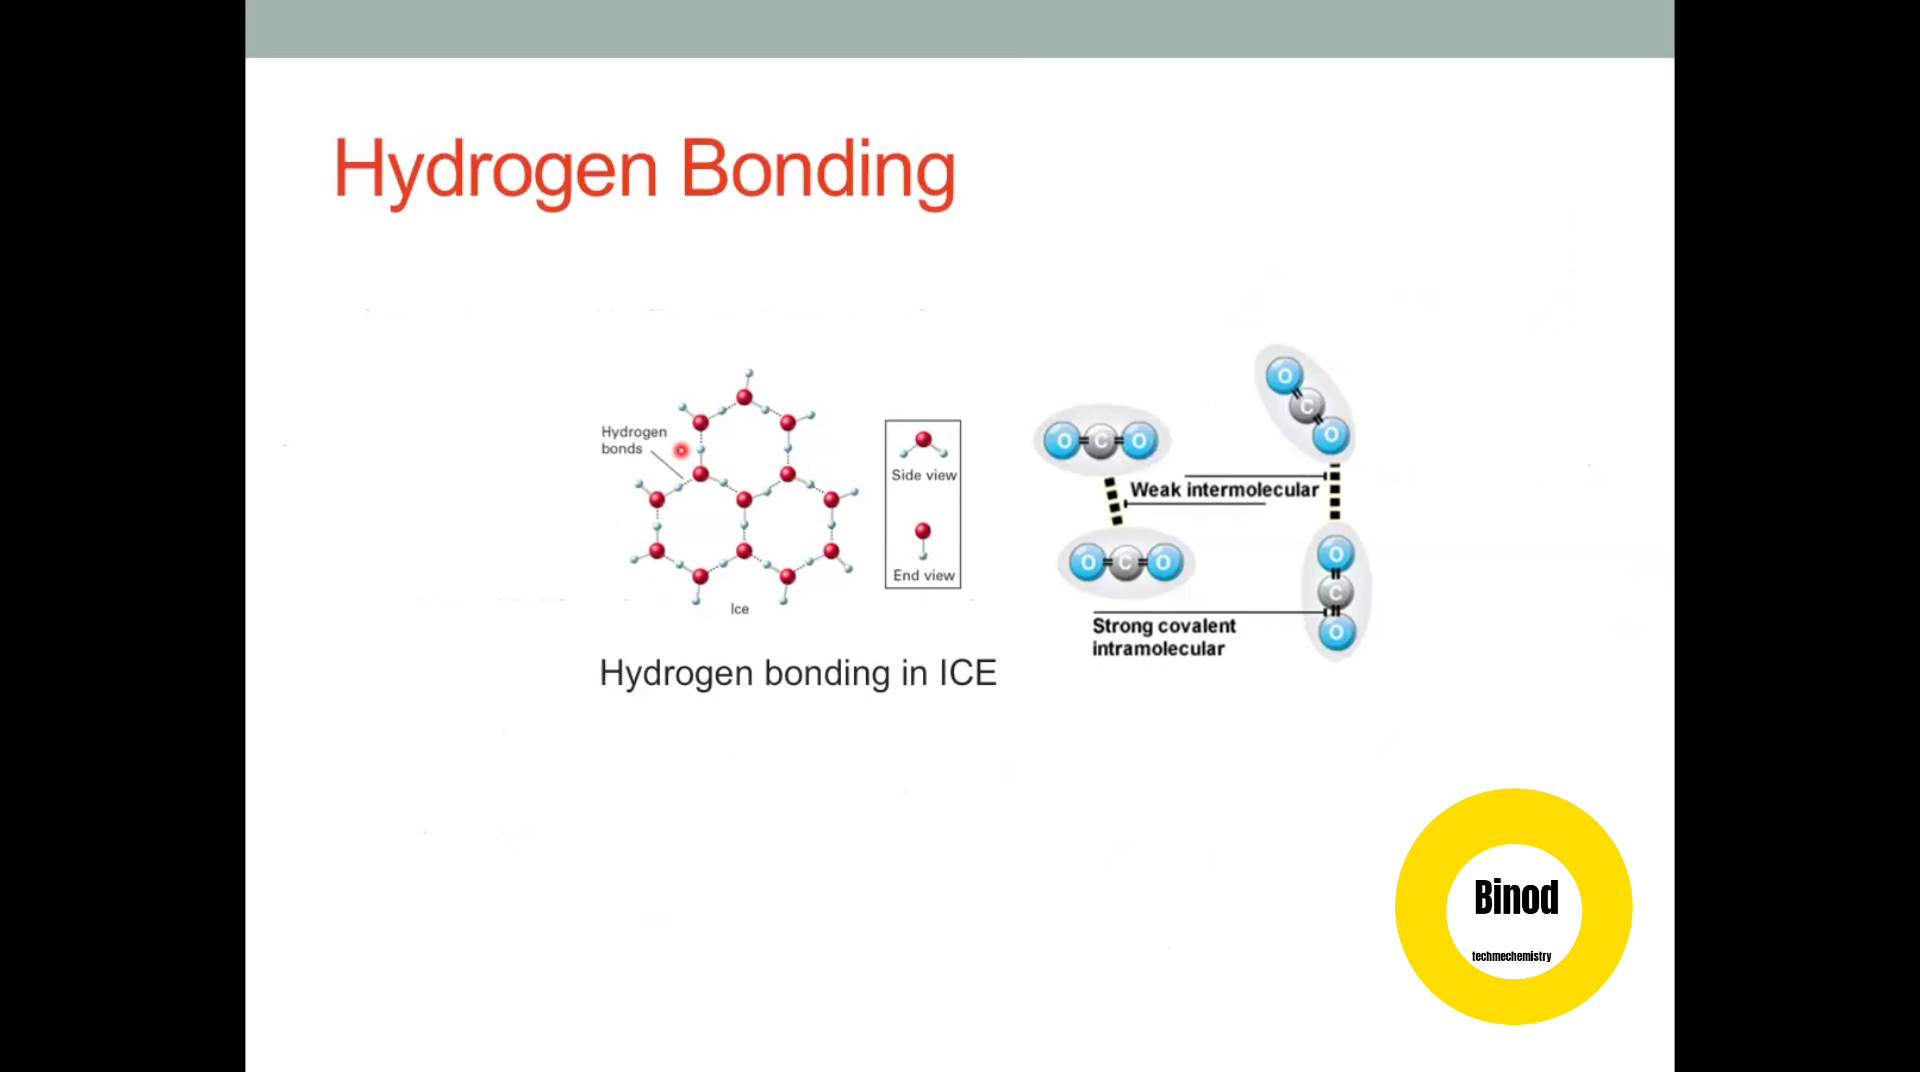 Hydrogen Bonding
Hydrogen
bonds
Side view
End view
Ice
Hydrogen bonding in ICE
O=C=O
O=C=O
Weak intermolecular
O=C=O
O=C=O
Strong covalent
intramolecular
Binod
techmechemistry